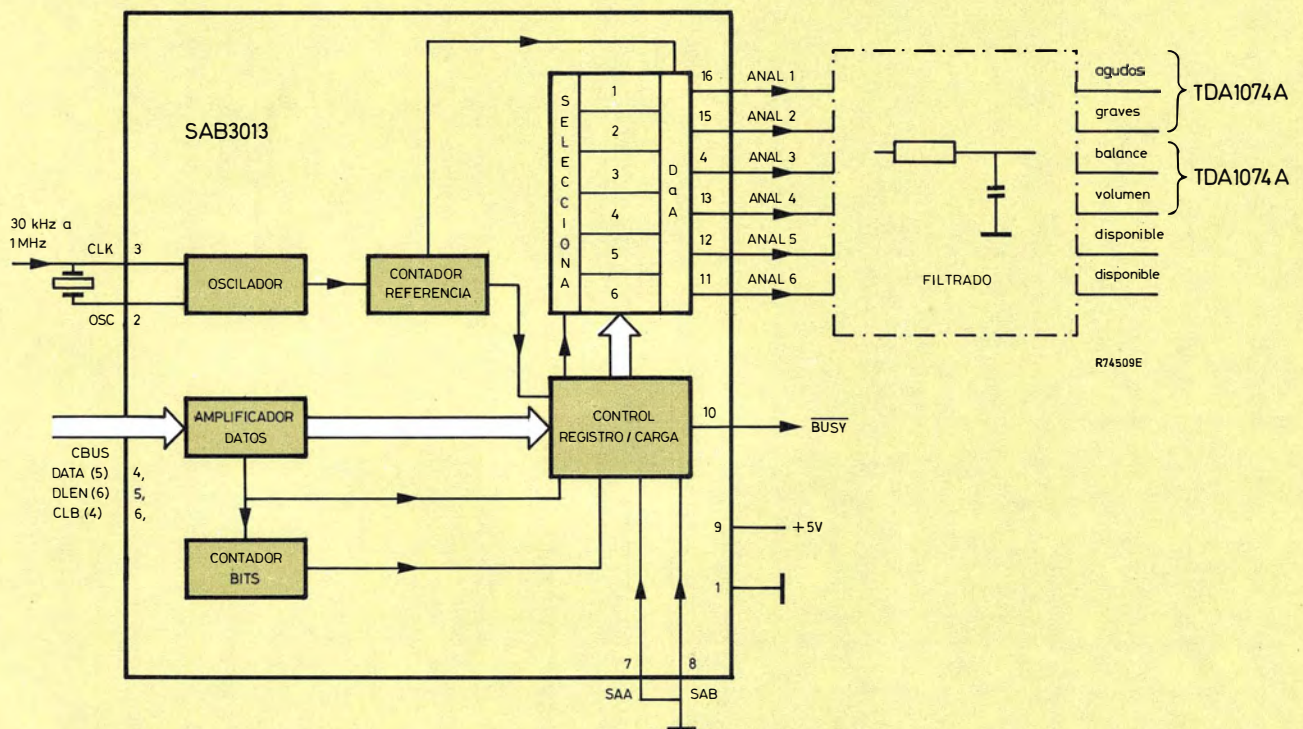 SAB3013
30 kHz a
1MHz
CLK 3
OSC 2
OSCILADOR
CONTADOR
REFERENCIA
SELECCIONA
1
2
3
4
5
6
DaA
16 ANAL 1
15 ANAL 2
4 ANAL 3
13 ANAL 4
12 ANAL 5
11 ANAL 6
FILTRADO
agudos
graves
balance
volumen
disponible
disponible
TDA1074A
TDA1074A
R74509E
AMPLIFICADOR
DATOS
CBUS
DATA (5) 4,
DLEN (6) 5,
CLB (4) 6,
CONTADOR
BITS
CONTROL
REGISTRO / CARGA
10
BUSY
9 +5V
1
7 8
SAA SAB